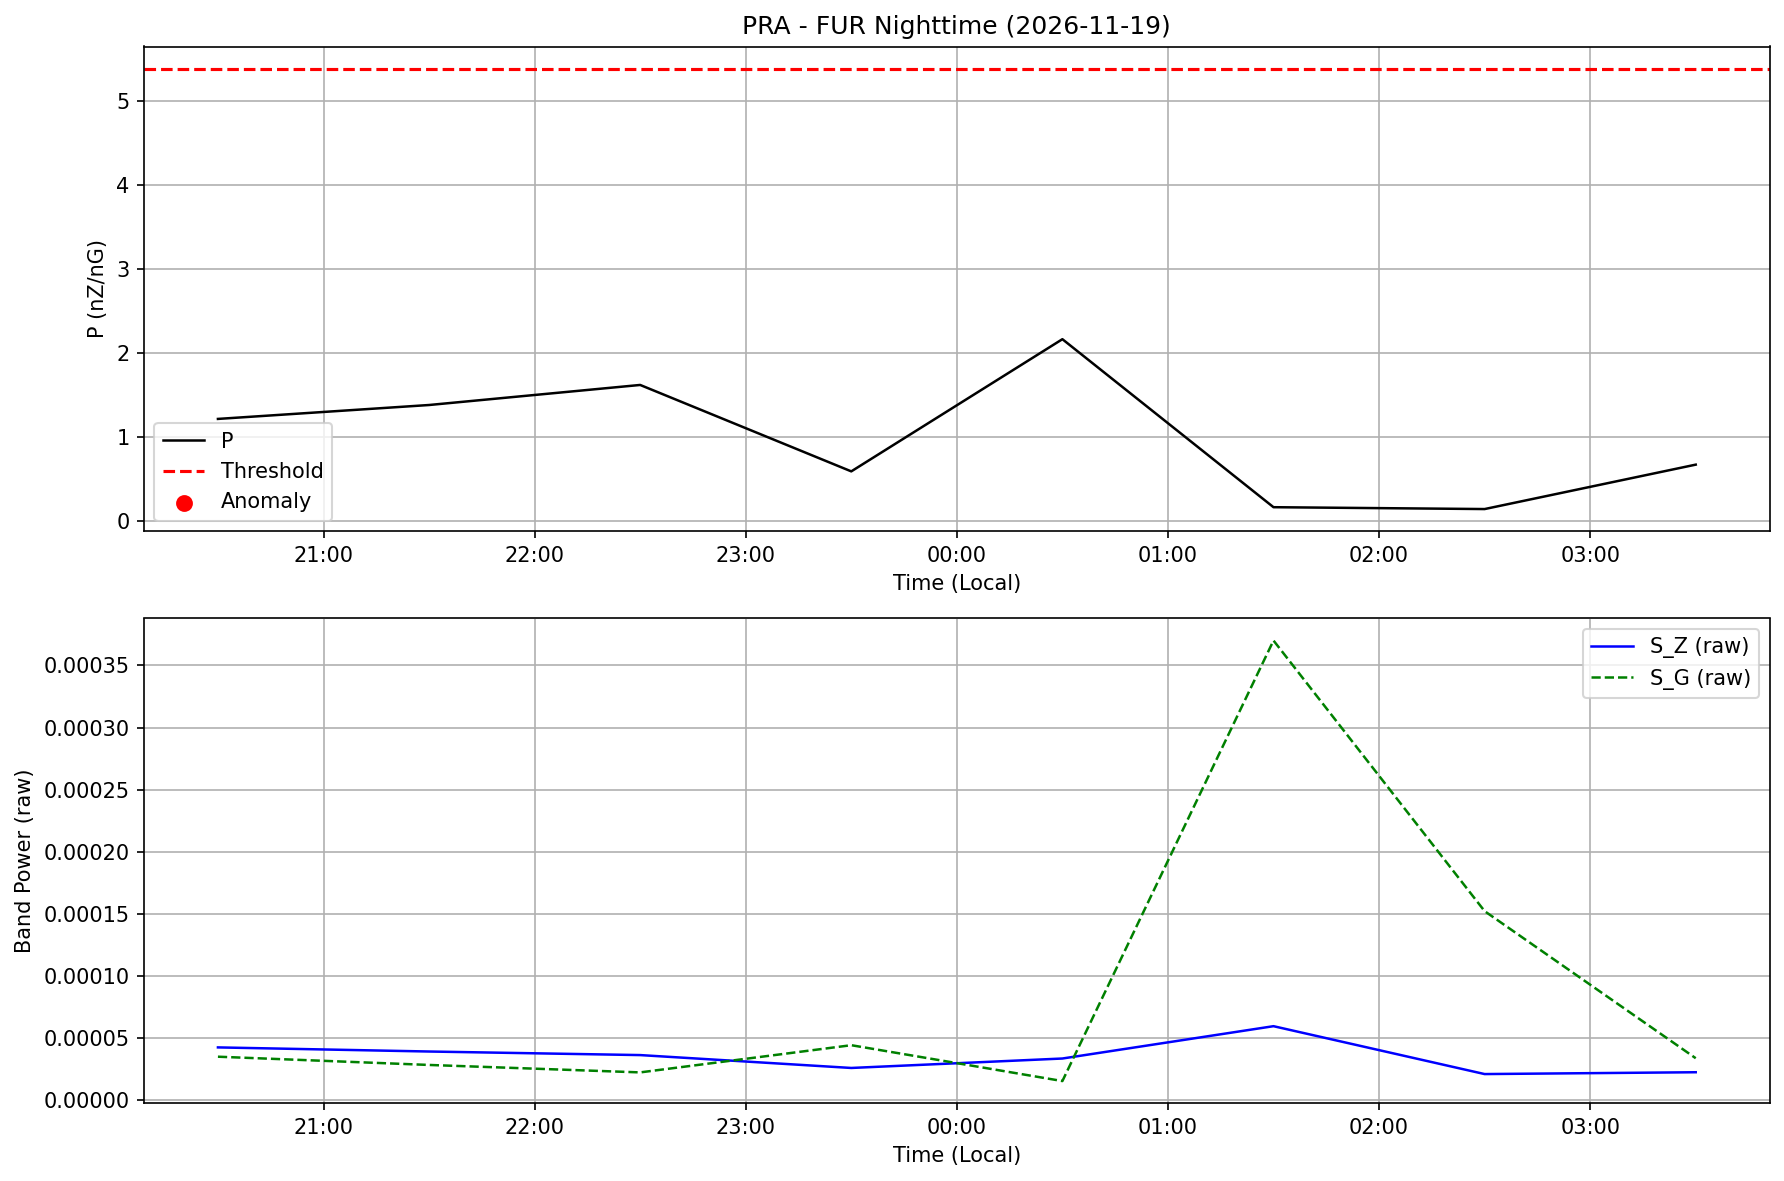 PRA - FUR Nighttime (2026-11-19)
P (nZ/nG)
5
4
3
2
1
0
P
Threshold
Anomaly
21:00 22:00 23:00 00:00 01:00 02:00 03:00
Time (Local)
Band Power (raw)
0.00035
0.00030
0.00025
0.00020
0.00015
0.00010
0.00005
0.00000
S_Z (raw)
S_G (raw)
21:00 22:00 23:00 00:00 01:00 02:00 03:00
Time (Local)